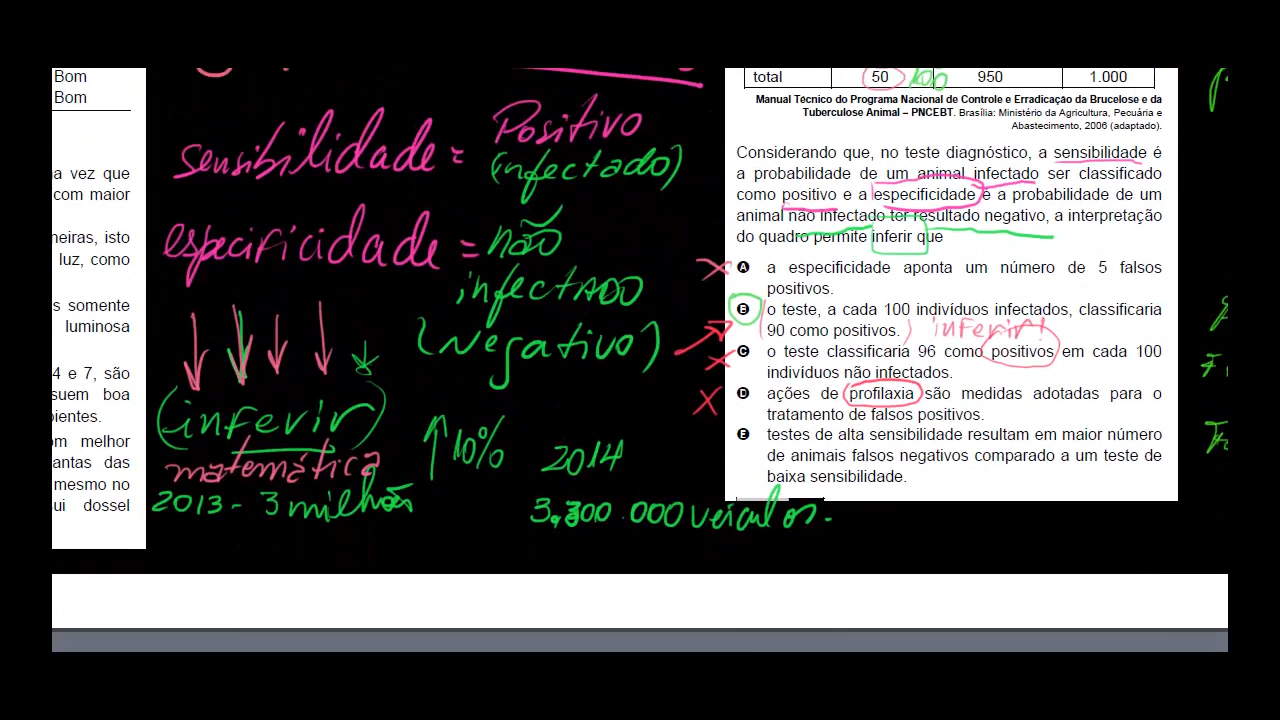 Bom
Bom
a vez que
com maior
neiras, isto
luz, como
s somente
luminosa
4 e 7, são
suem boa
pientes.
om melhor
antas das
mesmo no
ui dossel
sensibilidade = Positivo
(infectado)
especificidade = não
infectado
(Negativo)
(inferir)
matemática
↑ 10% 2014
2013 - 3 milhões
3.300.000 veículos.
total 50 100 950 1.000
Manual Técnico do Programa Nacional de Controle e Erradicação da Brucelose e da
Tuberculose Animal – PNCEBT. Brasília: Ministério da Agricultura, Pecuária e
Abastecimento, 2006 (adaptado).
Considerando que, no teste diagnóstico, a sensibilidade é
a probabilidade de um animal infectado ser classificado
como positivo e a especificidade e a probabilidade de um
animal não infectado ter resultado negativo, a interpretação
do quadro permite inferir que
A a especificidade aponta um número de 5 falsos
positivos.
B o teste, a cada 100 indivíduos infectados, classificaria
90 como positivos. ) inferir!
C o teste classificaria 96 como positivos em cada 100
indivíduos não infectados.
D ações de profilaxia são medidas adotadas para o
tratamento de falsos positivos.
E testes de alta sensibilidade resultam em maior número
de animais falsos negativos comparado a um teste de
baixa sensibilidade.